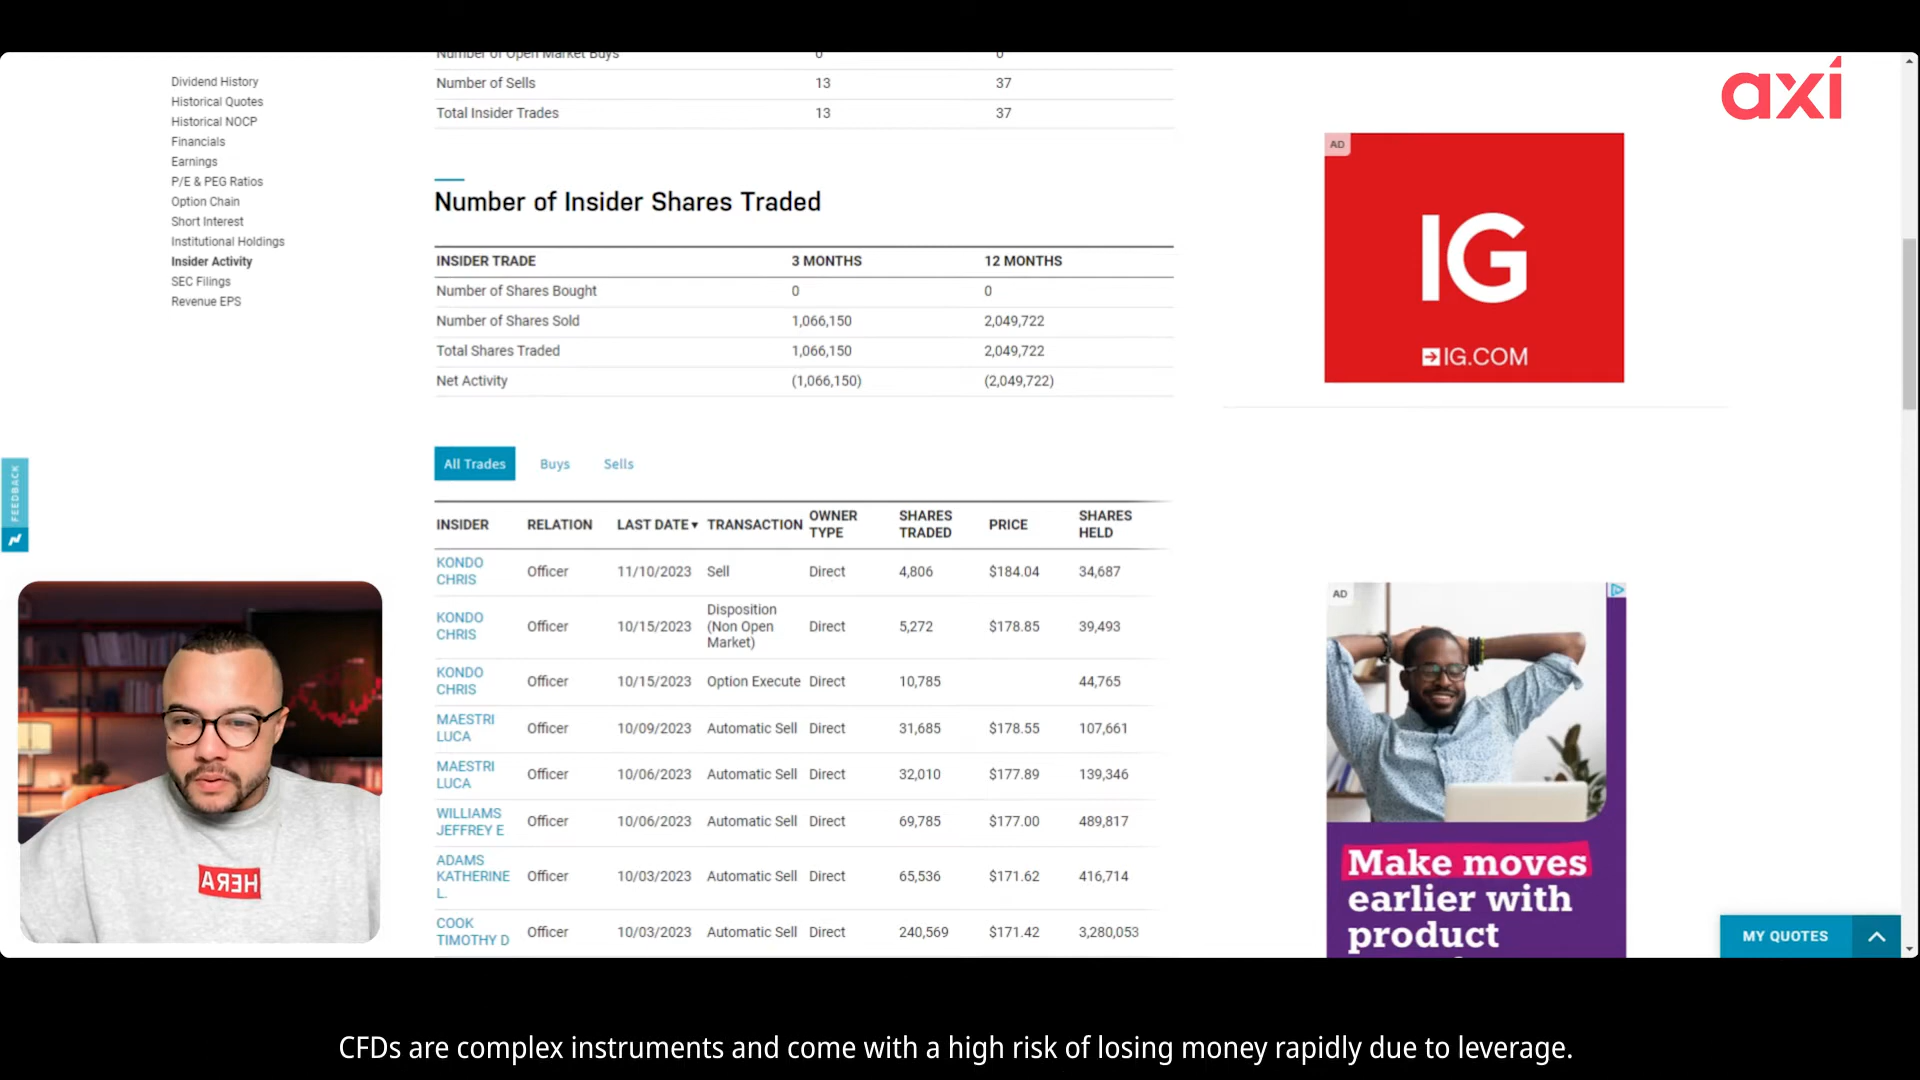 Number of Open Market Buys 0 0
Dividend History
Historical Quotes
Historical NOCP
Financials
Earnings
P/E & PEG Ratios
Option Chain
Short Interest
Institutional Holdings
Insider Activity
SEC Filings
Revenue EPS
Number of Sells 13 37
Total Insider Trades 13 37
axi
AD
IG
IG.COM
Number of Insider Shares Traded
INSIDER TRADE 3 MONTHS 12 MONTHS
Number of Shares Bought 0 0
Number of Shares Sold 1,066,150 2,049,722
Total Shares Traded 1,066,150 2,049,722
Net Activity (1,066,150) (2,049,722)
FEEDBACK
All Trades Buys Sells
INSIDER RELATION LAST DATE TRANSACTION OWNER TYPE SHARES TRADED PRICE SHARES HELD
KONDO CHRIS Officer 11/10/2023 Sell Direct 4,806 $184.04 34,687
KONDO CHRIS Officer 10/15/2023 Disposition (Non Open Market) Direct 5,272 $178.85 39,493
KONDO CHRIS Officer 10/15/2023 Option Execute Direct 10,785 44,765
MAESTRI LUCA Officer 10/09/2023 Automatic Sell Direct 31,685 $178.55 107,661
MAESTRI LUCA Officer 10/06/2023 Automatic Sell Direct 32,010 $177.89 139,346
WILLIAMS JEFFREY E Officer 10/06/2023 Automatic Sell Direct 69,785 $177.00 489,817
ADAMS KATHERINE L. Officer 10/03/2023 Automatic Sell Direct 65,536 $171.62 416,714
COOK TIMOTHY D Officer 10/03/2023 Automatic Sell Direct 240,569 $171.42 3,280,053
HERA
AD
Make moves
earlier with
product
MY QUOTES
CFDs are complex instruments and come with a high risk of losing money rapidly due to leverage.